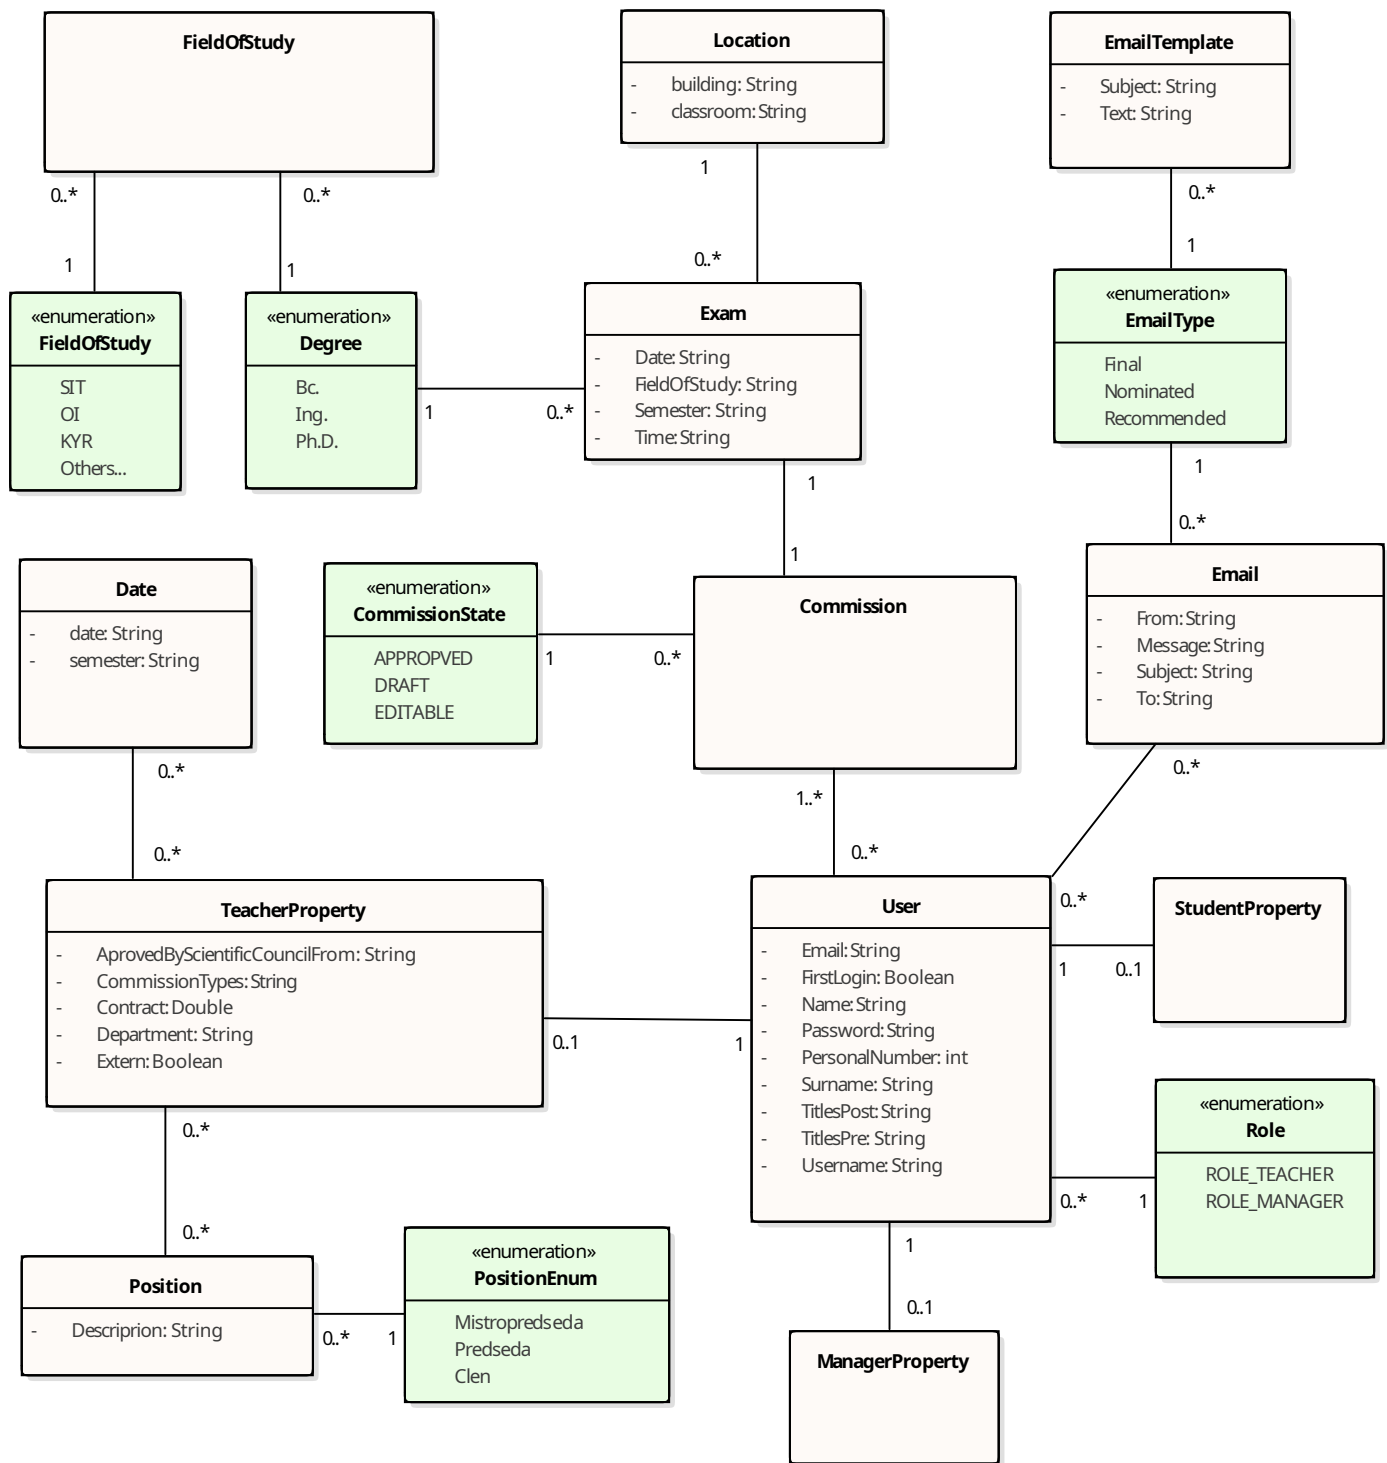 FieldOfStudy
0..*
0..*
1
1
Location
- building: String
- classroom: String
1
0..*
EmailTemplate
- Subject: String
- Text: String
0..*
1
«enumeration»
FieldOfStudy
SIT
OI
KYR
Others...
«enumeration»
Degree
Bc.
Ing.
Ph.D.
1
0..*
Exam
- Date: String
- FieldOfStudy: String
- Semester: String
- Time: String
1
1
«enumeration»
EmailType
Final
Nominated
Recommended
1
0..*
Date
- date: String
- semester: String
0..*
0..*
«enumeration»
CommissionState
APPROPVED
DRAFT
EDITABLE
1
0..*
Commission
1..*
0..*
Email
- From: String
- Message: String
- Subject: String
- To: String
0..*
0..*
TeacherProperty
- AprovedByScientificCouncilFrom: String
- CommissionTypes: String
- Contract: Double
- Department: String
- Extern: Boolean
0..1
1
User
- Email: String
- FirstLogin: Boolean
- Name: String
- Password: String
- PersonalNumber: int
- Surname: String
- TitlesPost: String
- TitlesPre: String
- Username: String
1
0..1
StudentProperty
0..*
1
«enumeration»
Role
ROLE_TEACHER
ROLE_MANAGER
0..*
0..*
Position
- Descriprion: String
0..*
1
«enumeration»
PositionEnum
Mistropredseda
Predseda
Clen
1
0..1
ManagerProperty